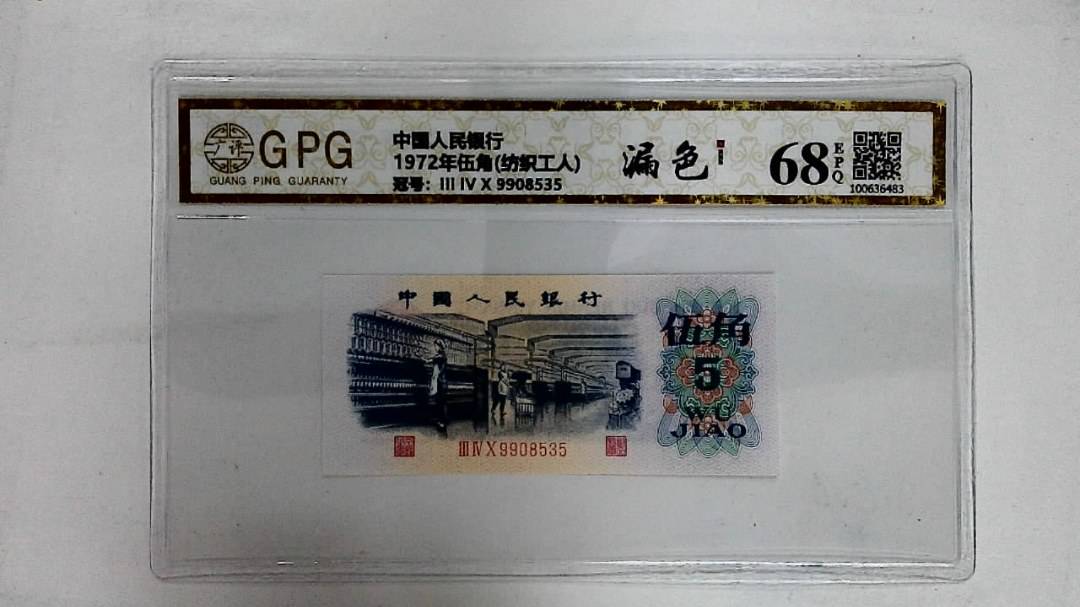 GPG
GUANG PING GUARANTY
中国人民银行
1972年伍角(纺织工人)
冠号：III IV X 9908535
漏色
68
EPQ
100636483
中國人民銀行
伍角
5
WU
JIAO
III IV X 9908535